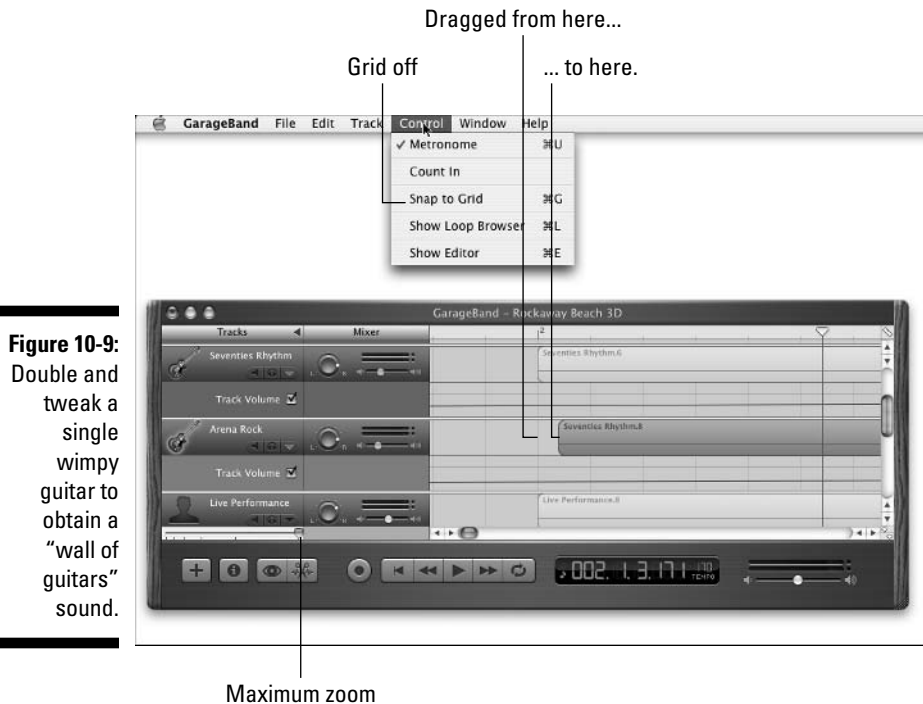 Dragged from here...
Grid off
... to here.
GarageBand File Edit Track Control Window Help
✓ Metronome ⌘U
Count In
Snap to Grid ⌘G
Show Loop Browser ⌘L
Show Editor ⌘E
GarageBand – Rockaway Beach 3D
Tracks Mixer
2
Seventies Rhythm
Seventies Rhythm.6
Track Volume
Arena Rock
Seventies Rhythm.8
Track Volume
Live Performance
Live Performance.8
002. 1. 3. 171
TEMPO
Figure 10-9:
Double and
tweak a
single
wimpy
guitar to
obtain a
“wall of
guitars”
sound.
Maximum zoom